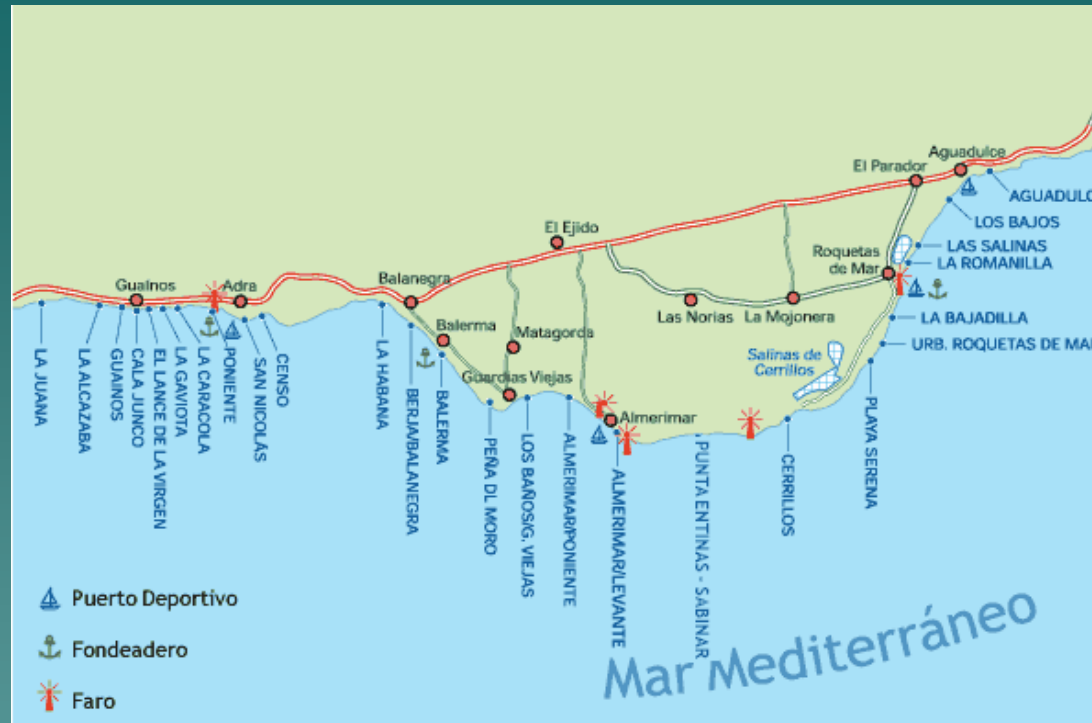 Aguadulce
El Parador
AGUADULC
LOS BAJOS
El Ejido
LAS SALINAS
Roquetas
de Mar
LA ROMANILLA
Guainos
Adra
Balanegra
Las Norias
La Mojonera
LA BAJADILLA
Balerma
Matagorda
URB. ROQUETAS DE MAR
Salinas de
Cerrillos
Guardias Viejas
Almerimar
LA JUANA
LA ALCAZABA
GUAINOS
CALA JUNCO
EL LANCE DE LA VIRGEN
LA GAVIOTA
LA CARACOLA
PONIENTE
SAN NICOLÁS
CENSO
LA HABANA
BERJA/BALANEGRA
BALERMA
PEÑA DL MORO
LOS BAÑOS/G. VIEJAS
ALMERIMAR/PONIENTE
ALMERIMAR/LEVANTE
PUNTA ENTINAS - SABINAR
CERRILLOS
PLAYA SERENA
Mar Mediterráneo
Puerto Deportivo
Fondeadero
Faro